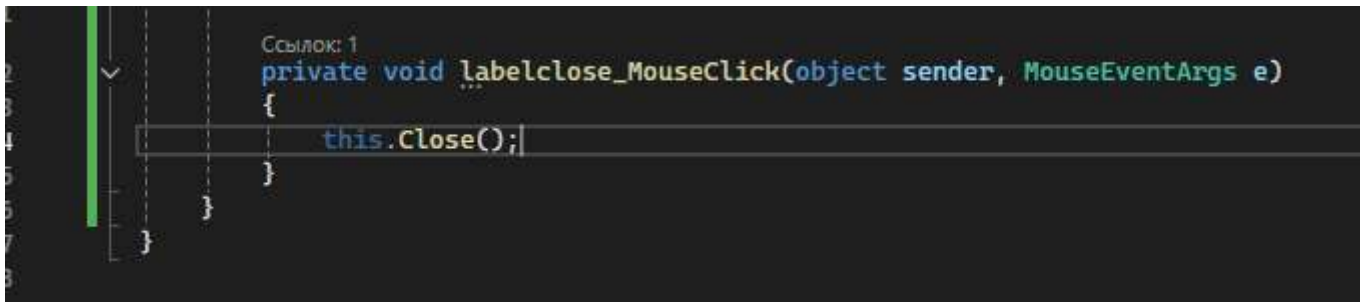 Ссылок: 1
private void labelclose_MouseClick(object sender, MouseEventArgs e)
{
this.Close();
}
}
}